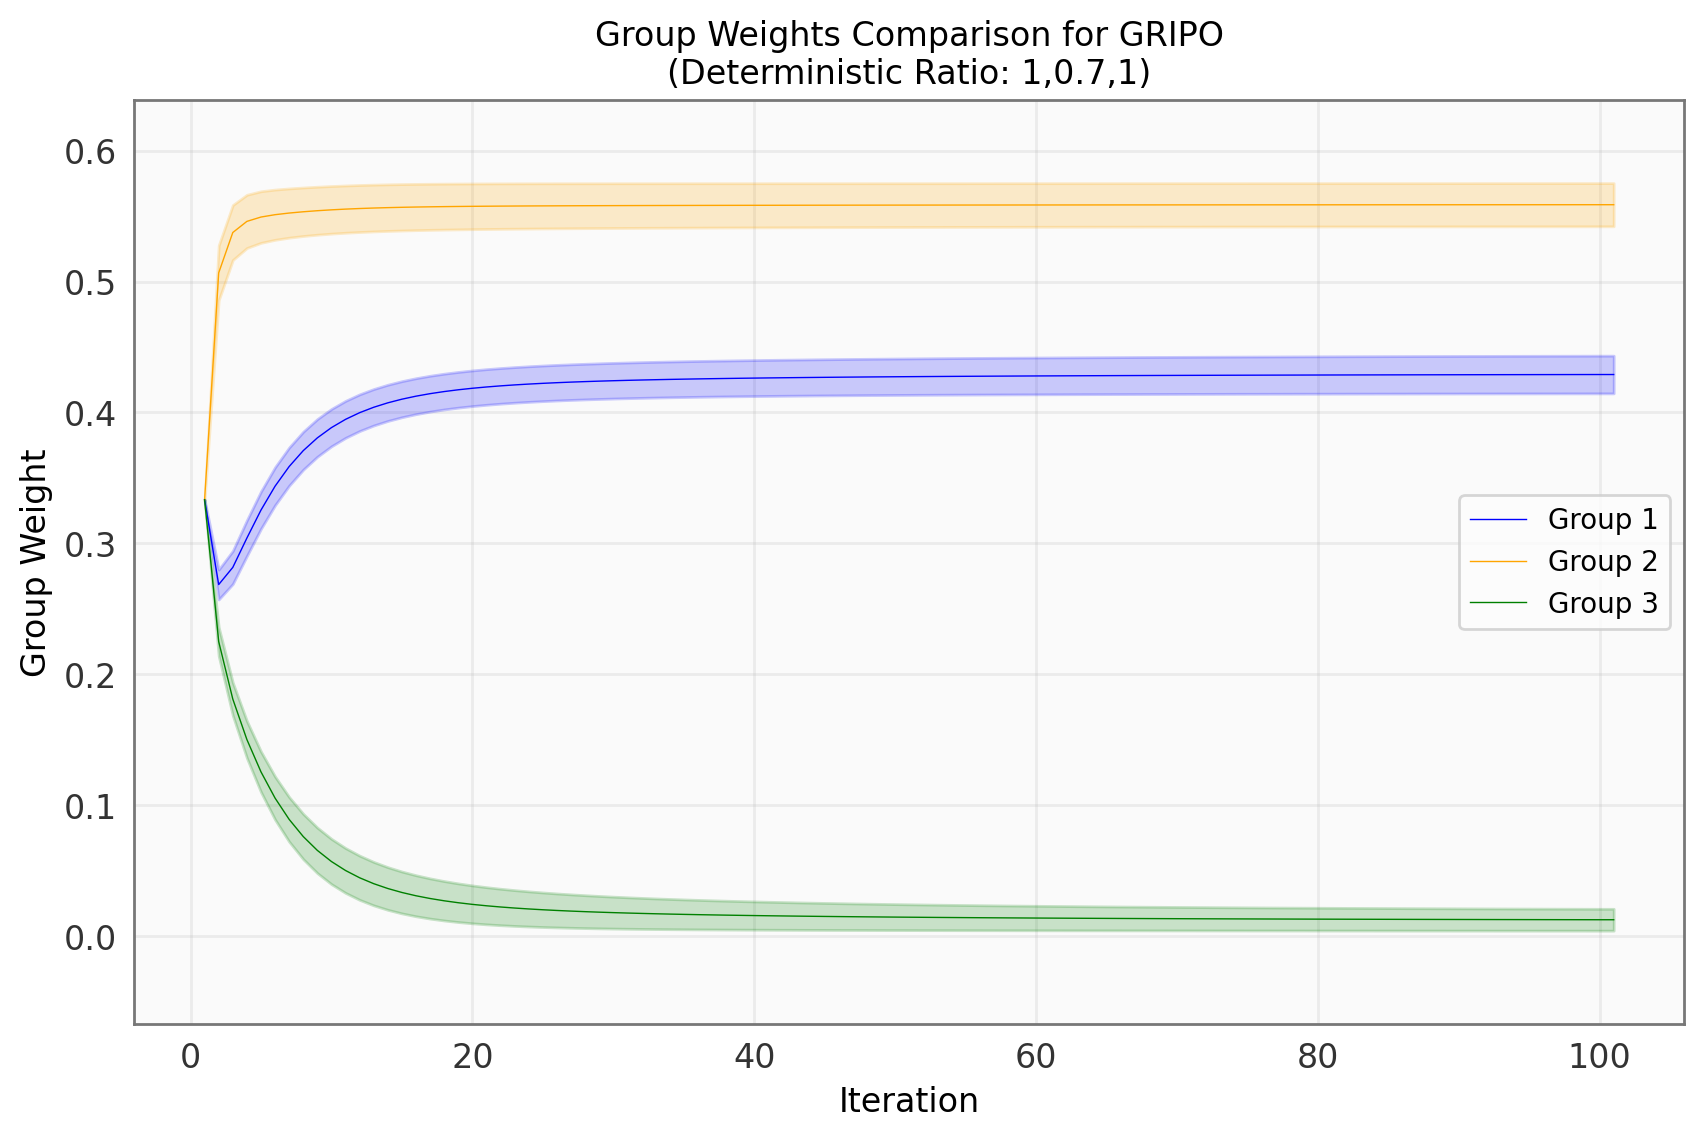 Group Weights Comparison for GRIPO
(Deterministic Ratio: 1,0.7,1)
Group Weight
0.6
0.5
0.4
0.3
0.2
0.1
0.0
Group 1
Group 2
Group 3
0 20 40 60 80 100
Iteration